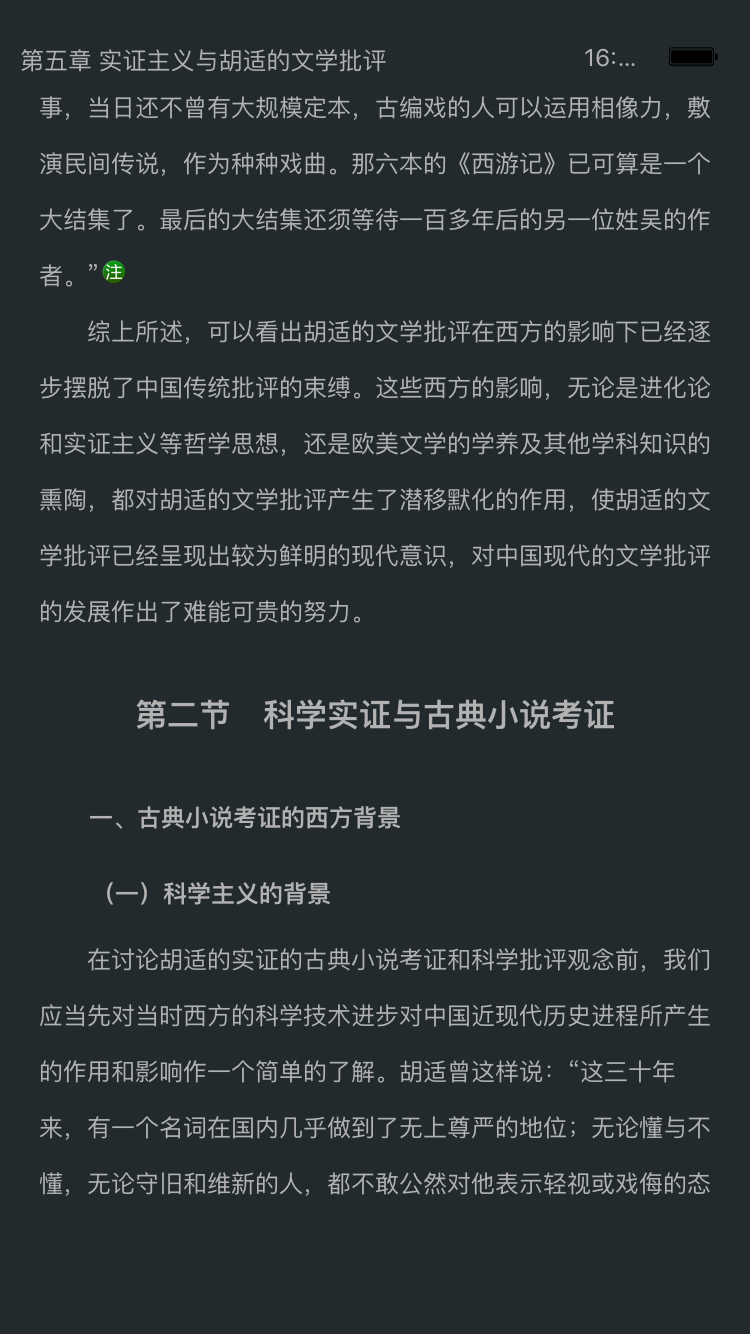 第五章 实证主义与胡适的文学批评
16:...
事，当日还不曾有大规模定本，古编戏的人可以运用相像力，敷
演民间传说，作为种种戏曲。那六本的《西游记》已可算是一个
大结集了。最后的大结集还须等待一百多年后的另一位姓吴的作
者。”注
综上所述，可以看出胡适的文学批评在西方的影响下已经逐
步摆脱了中国传统批评的束缚。这些西方的影响，无论是进化论
和实证主义等哲学思想，还是欧美文学的学养及其他学科知识的
熏陶，都对胡适的文学批评产生了潜移默化的作用，使胡适的文
学批评已经呈现出较为鲜明的现代意识，对中国现代的文学批评
的发展作出了难能可贵的努力。
第二节　科学实证与古典小说考证
一、古典小说考证的西方背景
（一）科学主义的背景
在讨论胡适的实证的古典小说考证和科学批评观念前，我们
应当先对当时西方的科学技术进步对中国近现代历史进程所产生
的作用和影响作一个简单的了解。胡适曾这样说：“这三十年
来，有一个名词在国内几乎做到了无上尊严的地位；无论懂与不
懂，无论守旧和维新的人，都不敢公然对他表示轻视或戏侮的态